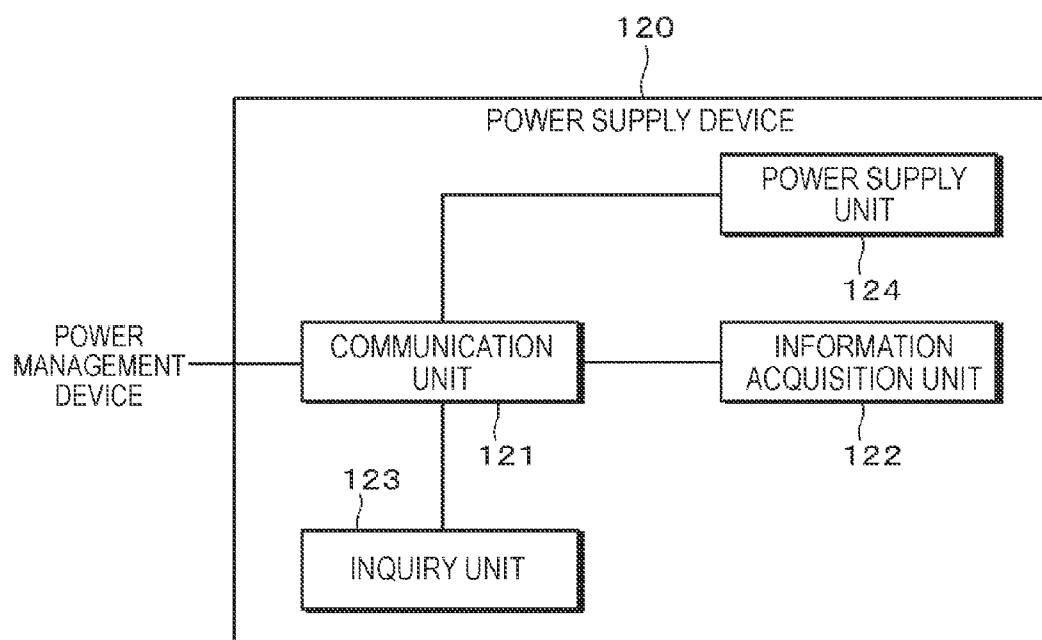 120
POWER SUPPLY DEVICE
POWER SUPPLY
UNIT
124
POWER
MANAGEMENT
DEVICE
COMMUNICATION
UNIT
121
INFORMATION
ACQUISITION UNIT
122
123
INQUIRY UNIT